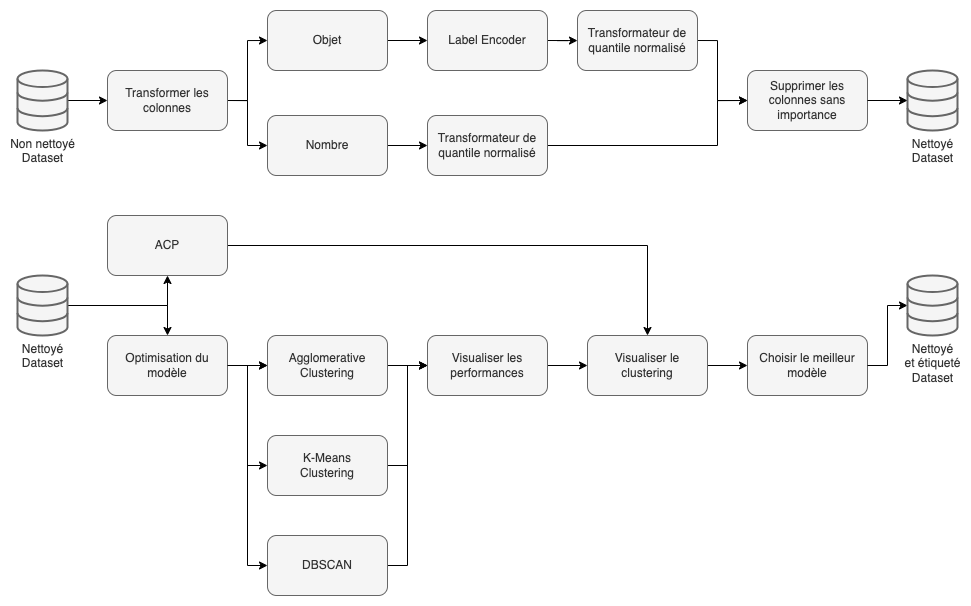 Objet
Label Encoder
Transformateur de
quantile normalisé
Transformer les
colonnes
Supprimer les
colonnes sans
importance
Non nettoyé
Dataset
Nombre
Transformateur de
quantile normalisé
Nettoyé
Dataset
ACP
Nettoyé
Dataset
Optimisation du
modèle
Agglomerative
Clustering
Visualiser les
performances
Visualiser le
clustering
Choisir le meilleur
modèle
Nettoyé
et étiqueté
Dataset
K-Means
Clustering
DBSCAN